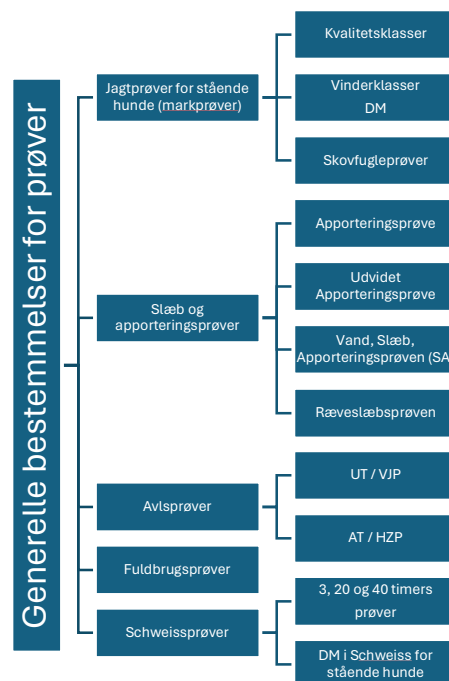 Generelle bestemmelser for prøver
Jagtprøver for stående
hunde (markprøver)
Kvalitetsklasser
Vinderklasser
DM
Skovfugleprøver
Slæb og
apporteringsprøver
Apporteringsprøve
Udvidet
Apporteringsprøve
Vand, Slæb,
Apporteringsprøven (SA
Ræveslæbsprøven
Avlsprøver
UT / VJP
AT / HZP
Fuldbrugsprøver
Schweissprøver
3, 20 og 40 timers
prøver
DM i Schweiss for
stående hunde